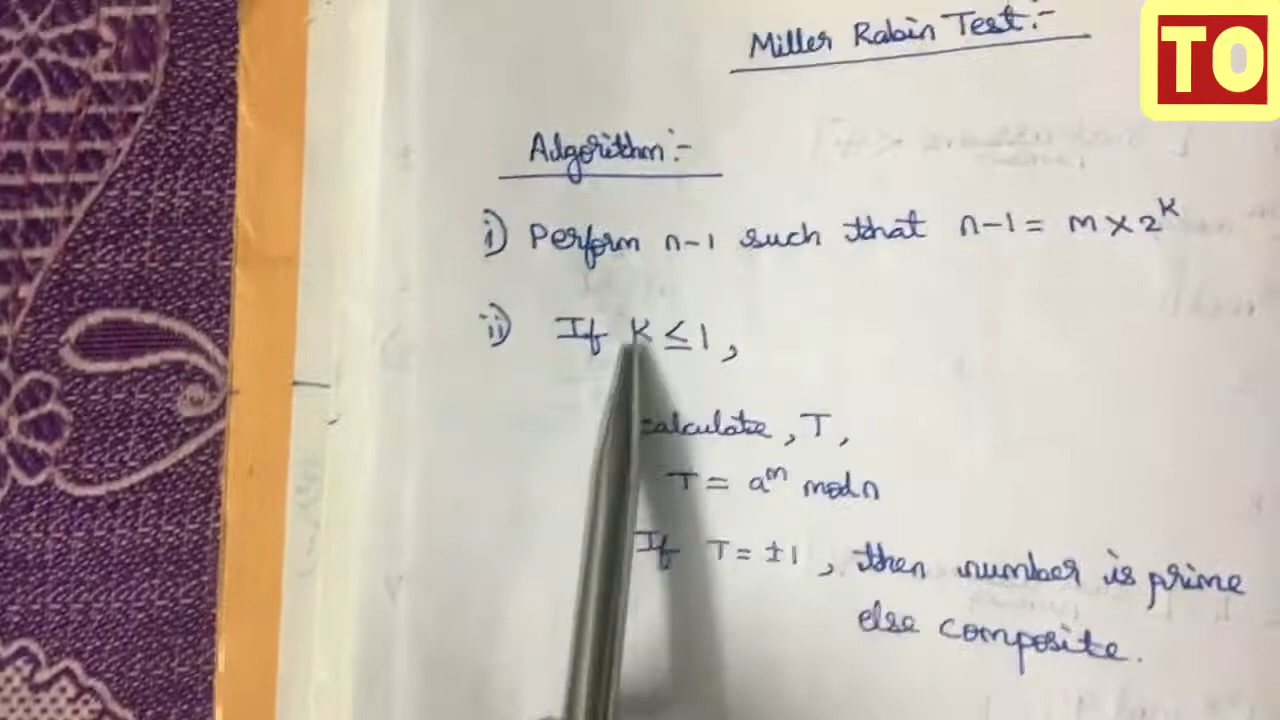 Miller Rabin Test:-
TO
Algorithm:-
i) Perform n-1 such that n-1 = m x 2^k
ii) If K ≤ 1,
calculate, T,
T = a^m mod n
If T = ±1, then number is prime
else composite.